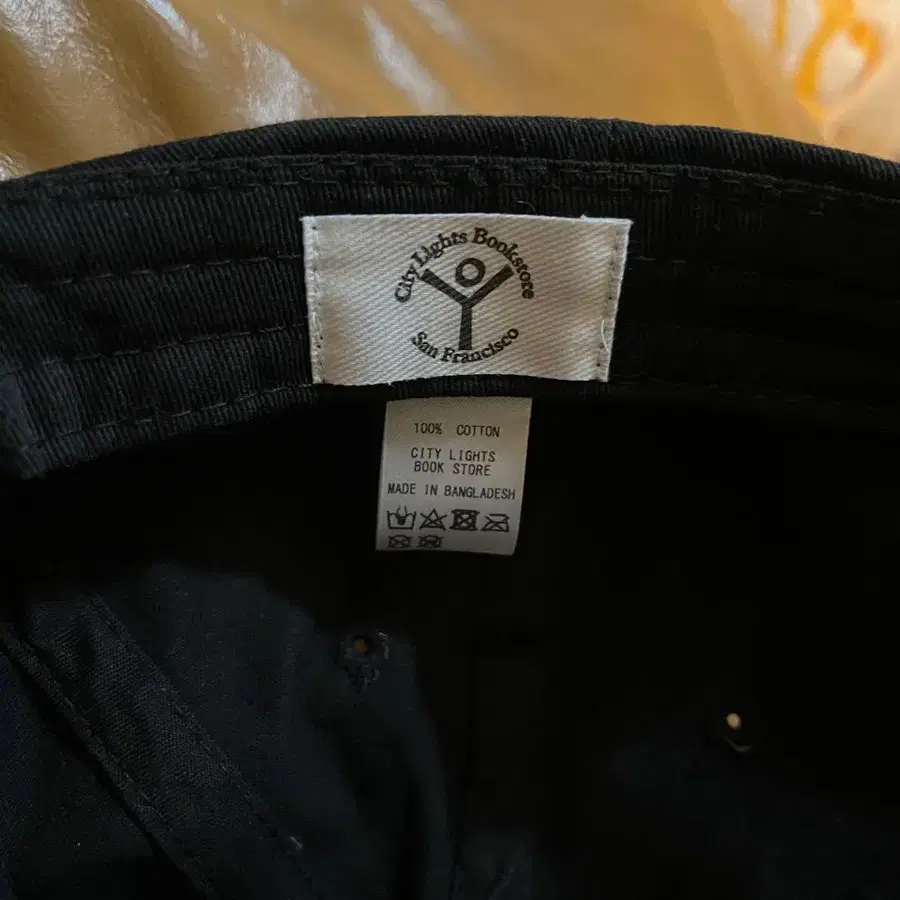 City Lights Bookstore
San Francisco
100% COTTON
CITY LIGHTS
BOOK STORE
MADE IN BANGLADESH